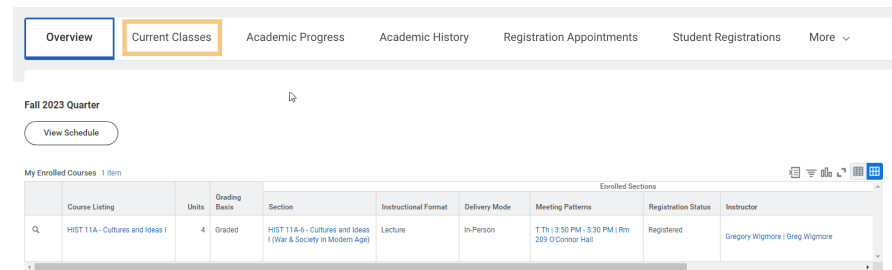 Overview Current Classes Academic Progress Academic History Registration Appointments Student Registrations More
Fall 2023 Quarter
View Schedule
My Enrolled Courses 1 item
Enrolled Sections
Course Listing Units Grading Basis Section Instructional Format Delivery Mode Meeting Patterns Registration Status Instructor
HIST 11A - Cultures and Ideas I 4 Graded HIST 11A-6 - Cultures and Ideas Lecture In-Person T Th | 3:50 PM - 5:30 PM | Rm Registered Gregory Wigmore | Greg Wigmore
I (War & Society in Modern Age) 209 O'Connor Hall